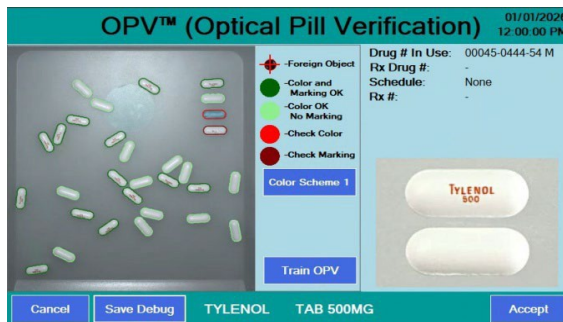 OPV™ (Optical Pill Verification)
01/01/2026
12:00:00 PM
-Foreign Object
-Color and
Marking OK
-Color OK
No Marking
-Check Color
-Check Marking
Color Scheme 1
Train OPV
Drug # In Use: 00045-0444-54 M
Rx Drug #: -
Schedule: None
Rx #: -
TYLENOL
500
Cancel
Save Debug
TYLENOL TAB 500MG
Accept